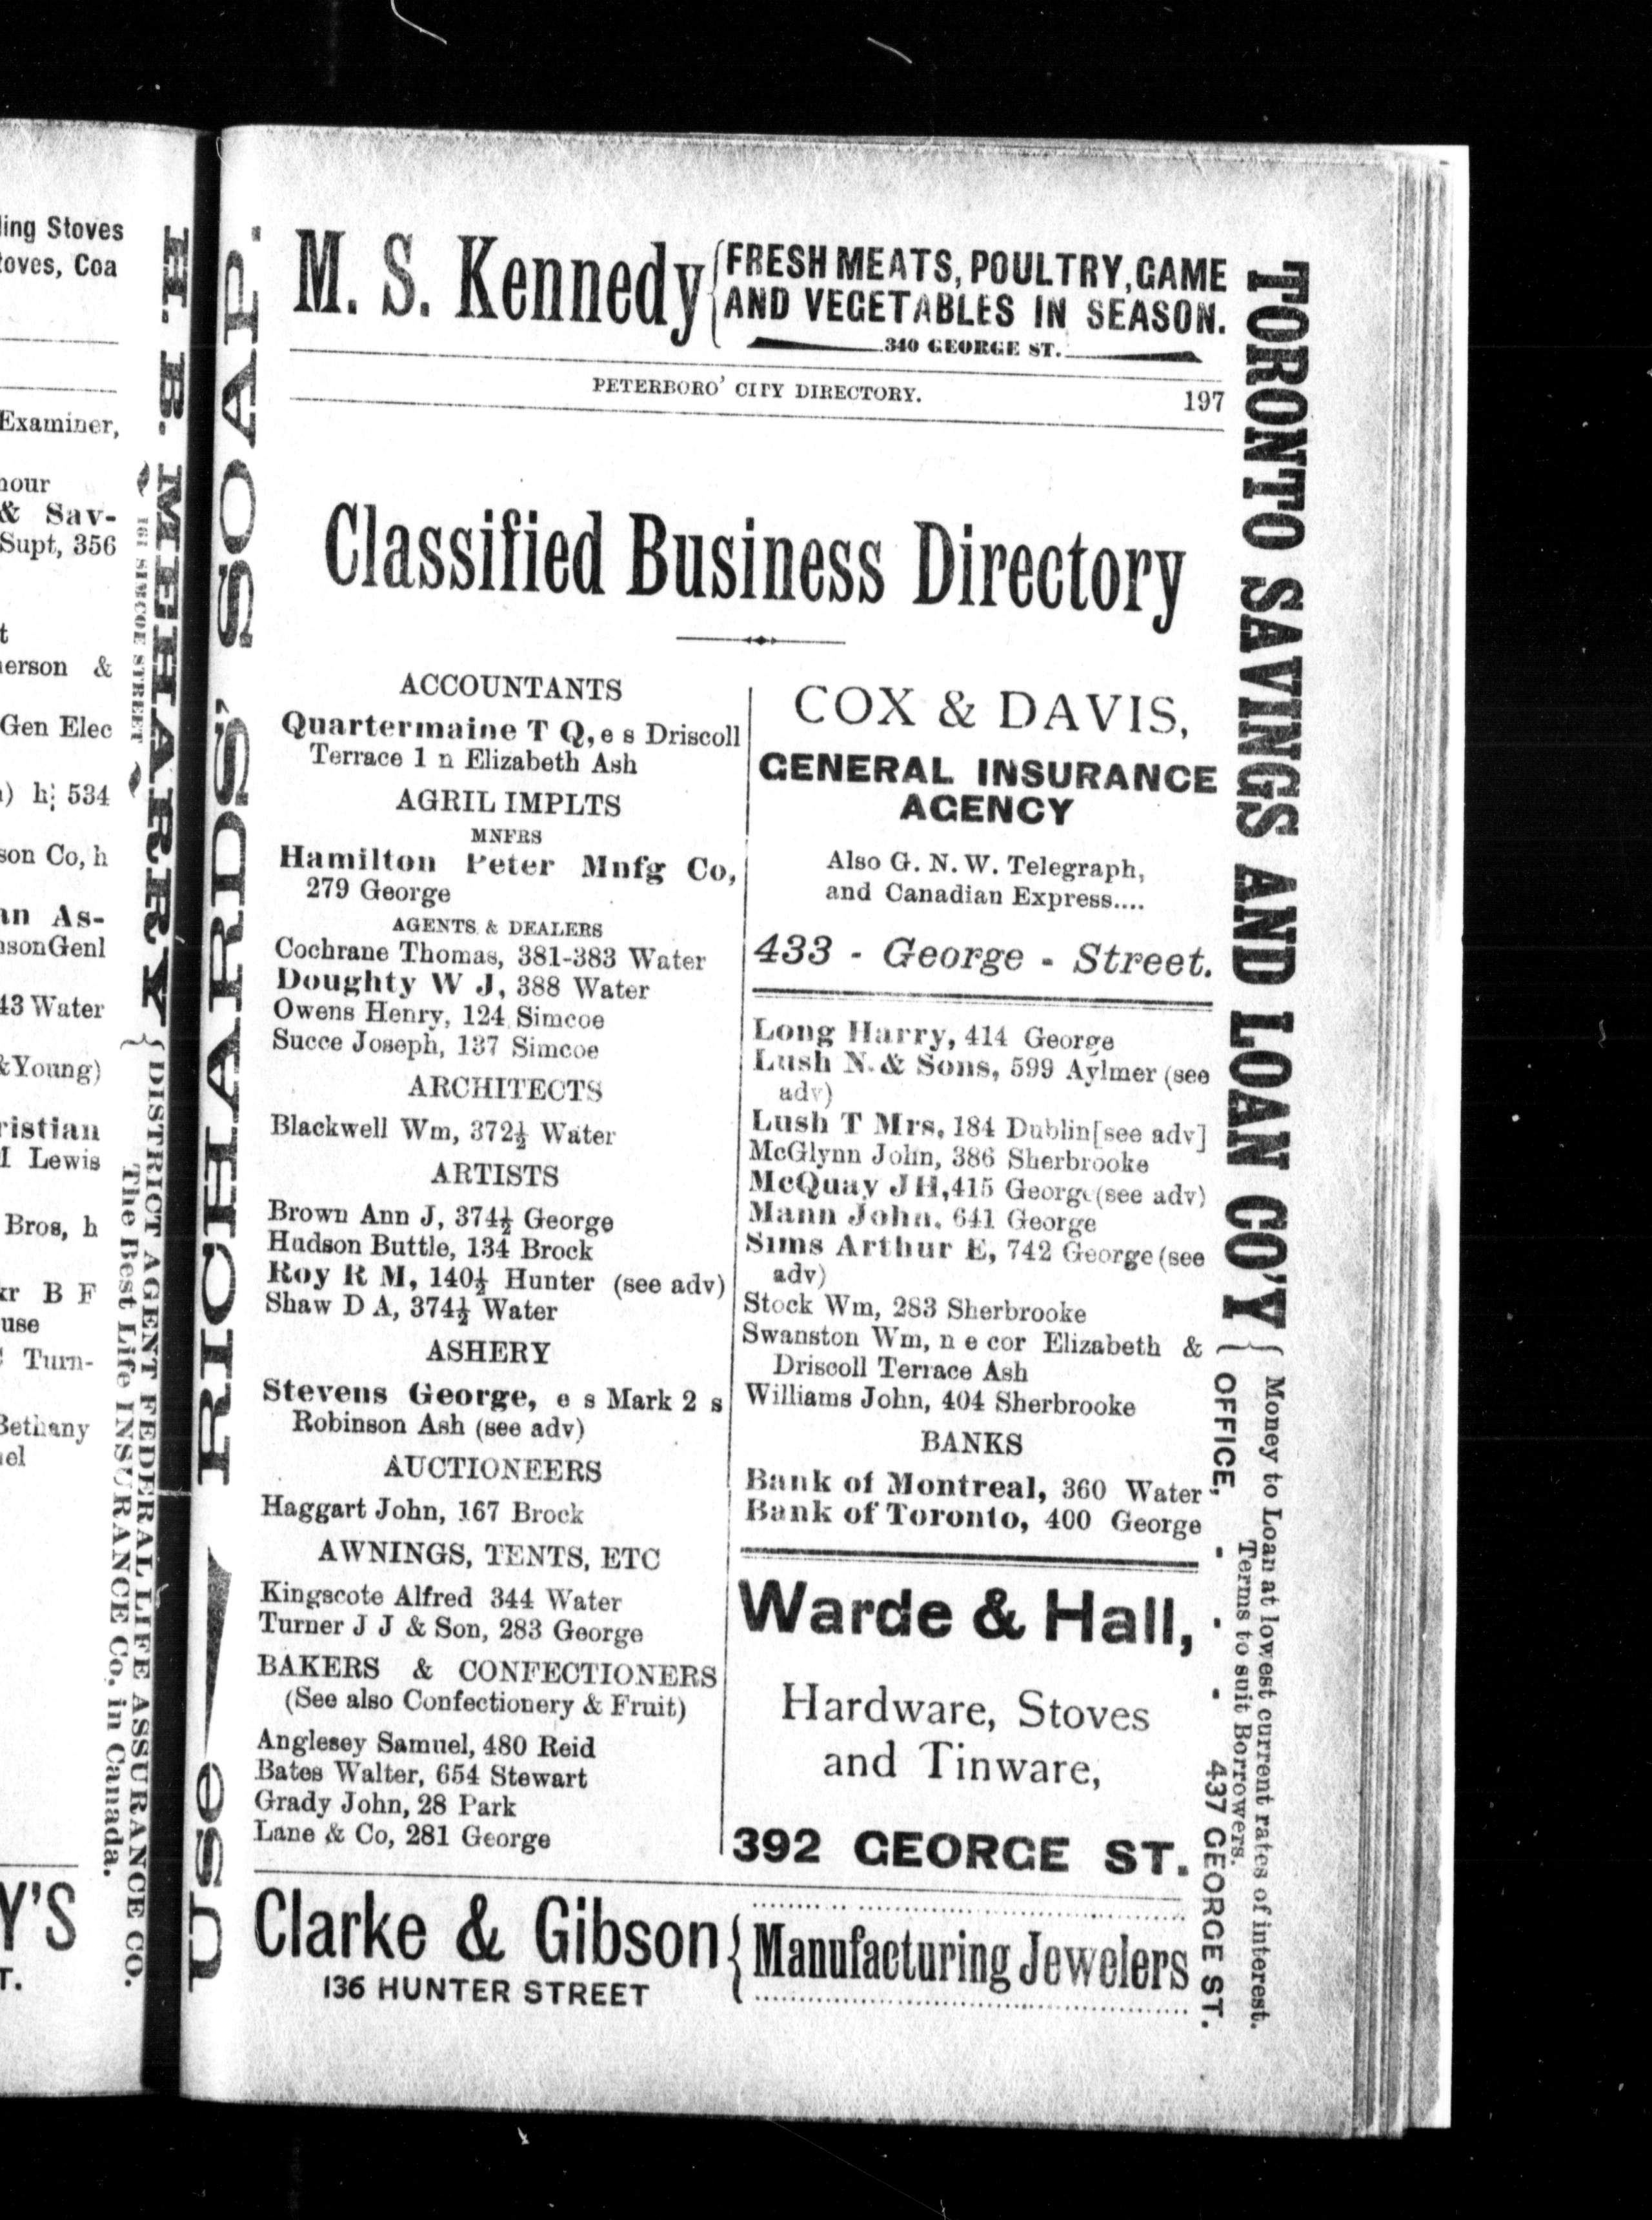 ling Stoves
toves, Coa
Examiner,
nour
& Sav-
Supt, 356
t
erson &
Gen Elec
) h; 534
son Co, h
an As-
nsonGenl
43 Water
&Young)
ristian
M Lewis
Bros, h
kr B F
use
Turn-
Bethany
el
Y'S
T.
H. B. MEHARRY
161 SIMCOE STREET
DISTRICT AGENT FEDERAL LIFE ASSURANCE CO.
The Best Life INSURANCE Co. in Canada.
Use RICHARDS' SOAP.
M. S. Kennedy
FRESH MEATS, POULTRY, GAME
AND VEGETABLES IN SEASON.
340 GEORGE ST.
PETERBORO' CITY DIRECTORY.
197
Classified Business Directory
ACCOUNTANTS
Quartermaine T Q, e s Driscoll
Terrace 1 n Elizabeth Ash
AGRIL IMPLTS
MNFRS
Hamilton Peter Mnfg Co,
279 George
AGENTS & DEALERS
Cochrane Thomas, 381-383 Water
Doughty W J, 388 Water
Owens Henry, 124 Simcoe
Succe Joseph, 137 Simcoe
ARCHITECTS
Blackwell Wm, 372½ Water
ARTISTS
Brown Ann J, 374½ George
Hudson Buttle, 134 Brock
Roy R M, 140½ Hunter (see adv)
Shaw D A, 374½ Water
ASHERY
Stevens George, e s Mark 2 s
Robinson Ash (see adv)
AUCTIONEERS
Haggart John, 167 Brock
AWNINGS, TENTS, ETC
Kingscote Alfred 344 Water
Turner J J & Son, 283 George
BAKERS & CONFECTIONERS
(See also Confectionery & Fruit)
Anglesey Samuel, 480 Reid
Bates Walter, 654 Stewart
Grady John, 28 Park
Lane & Co, 281 George
COX & DAVIS,
GENERAL INSURANCE
AGENCY
Also G. N. W. Telegraph,
and Canadian Express....
433 - George - Street.
Long Harry, 414 George
Lush N. & Sons, 599 Aylmer (see
adv)
Lush T Mrs, 184 Dublin[see adv]
McGlynn John, 386 Sherbrooke
McQuay J H, 415 George (see adv)
Mann John, 641 George
Sims Arthur E, 742 George (see
adv)
Stock Wm, 283 Sherbrooke
Swanston Wm, n e cor Elizabeth &
Driscoll Terrace Ash
Williams John, 404 Sherbrooke
BANKS
Bank of Montreal, 360 Water
Bank of Toronto, 400 George
Warde & Hall,
Hardware, Stoves
and Tinware,
392 GEORGE ST.
Clarke & Gibson
136 HUNTER STREET
Manufacturing Jewelers
TORONTO SAVINGS AND LOAN CO'Y
Money to Loan at lowest current rates of interest.
Terms to suit Borrowers.
OFFICE, - - - 437 GEORGE ST.